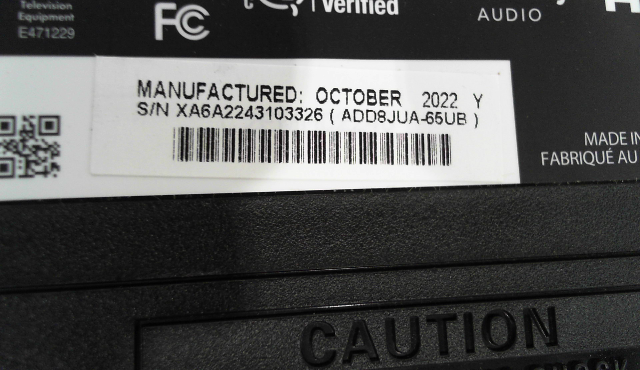 Television
Equipment
E471229
FC
Verified
AUDIO
MANUFACTURED: OCTOBER 2022 Y
S/N XA6A2243103326 ( ADD8JUA-65UB )
MADE IN
FABRIQUÉ AU
CAUTION